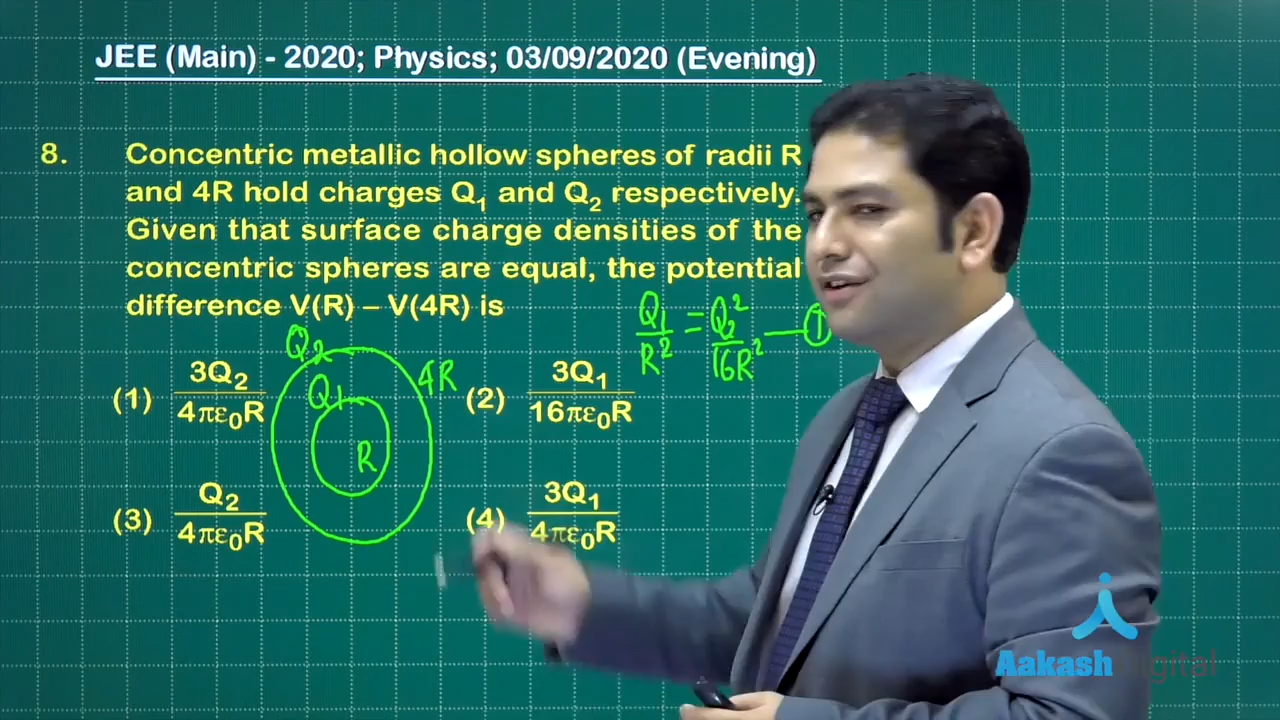 JEE (Main) - 2020; Physics; 03/09/2020 (Evening)
8. Concentric metallic hollow spheres of radii R
and 4R hold charges Q₁ and Q₂ respectively.
Given that surface charge densities of the
concentric spheres are equal, the potential
difference V(R) – V(4R) is
Q₁/R² = Q₂²/16R² — ①
(1) 3Q₂/4πε₀R
(2) 3Q₁/16πε₀R
Q₂
Q₁
4R
R
(3) Q₂/4πε₀R
(4) 3Q₁/4πε₀R
Aakash Digital